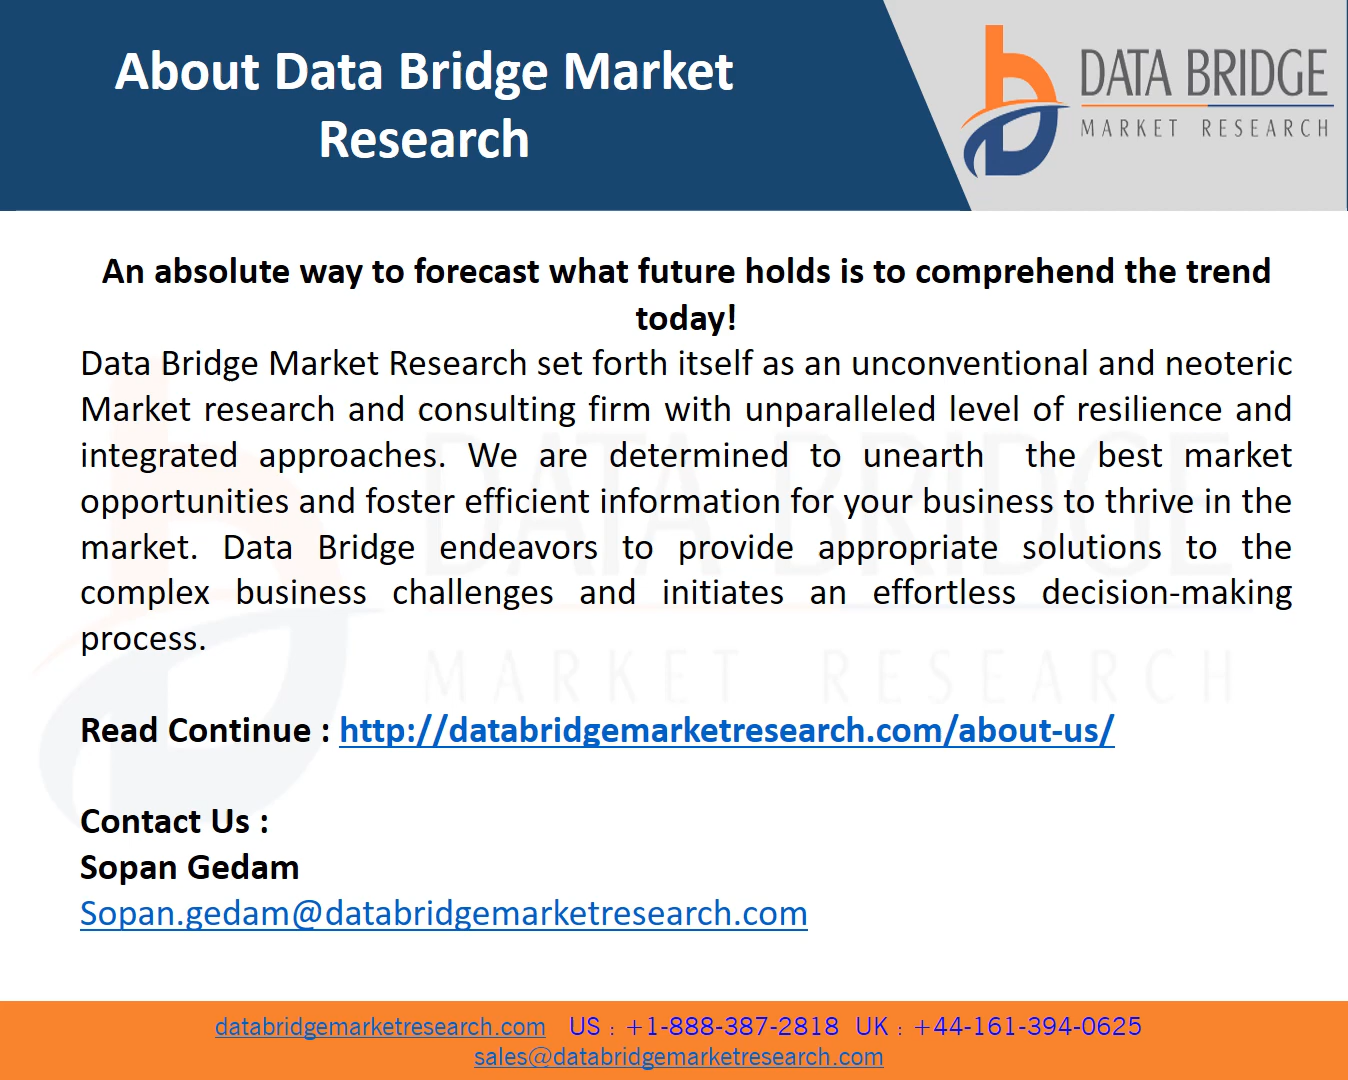 About Data Bridge Market
Research
DATA BRIDGE
MARKET RESEARCH
An absolute way to forecast what future holds is to comprehend the trend
today!
Data Bridge Market Research set forth itself as an unconventional and neoteric
Market research and consulting firm with unparalleled level of resilience and
integrated approaches. We are determined to unearth the best market
opportunities and foster efficient information for your business to thrive in the
market. Data Bridge endeavors to provide appropriate solutions to the
complex business challenges and initiates an effortless decision-making
process.
DATA BRIDGE
MARKET RESEARCH
Read Continue : http://databridgemarketresearch.com/about-us/
Contact Us :
Sopan Gedam
Sopan.gedam@databridgemarketresearch.com
databridgemarketresearch.com US : +1-888-387-2818 UK : +44-161-394-0625
sales@databridgemarketresearch.com